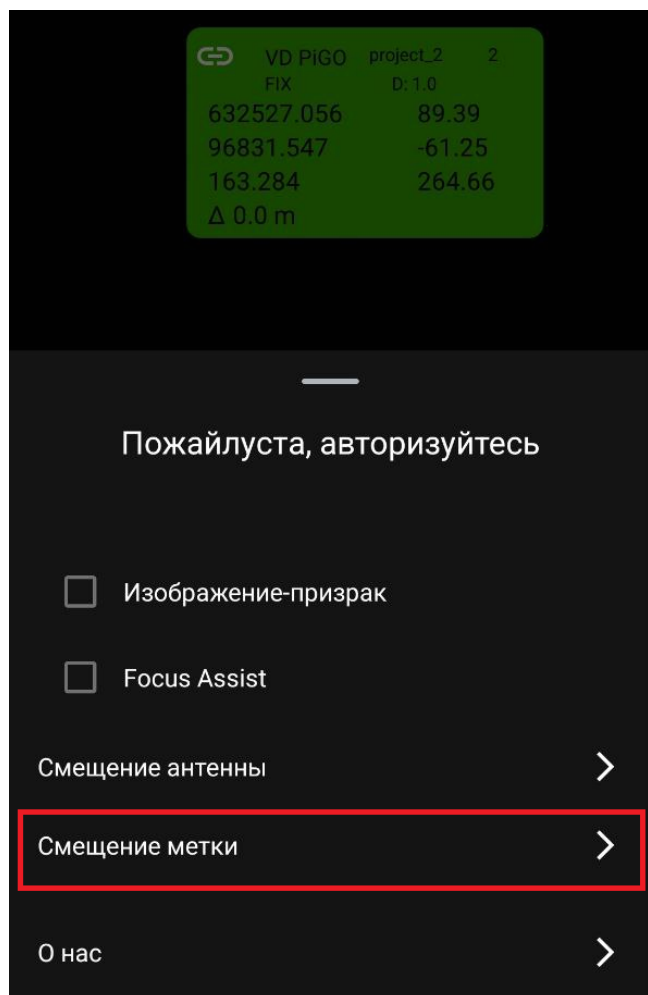 VD PiGO project_2 2
FIX D: 1.0
632527.056 89.39
96831.547 -61.25
163.284 264.66
Δ 0.0 m
Пожайлуста, авторизуйтесь
Изображение-призрак
Focus Assist
Смещение антенны
Смещение метки
О нас